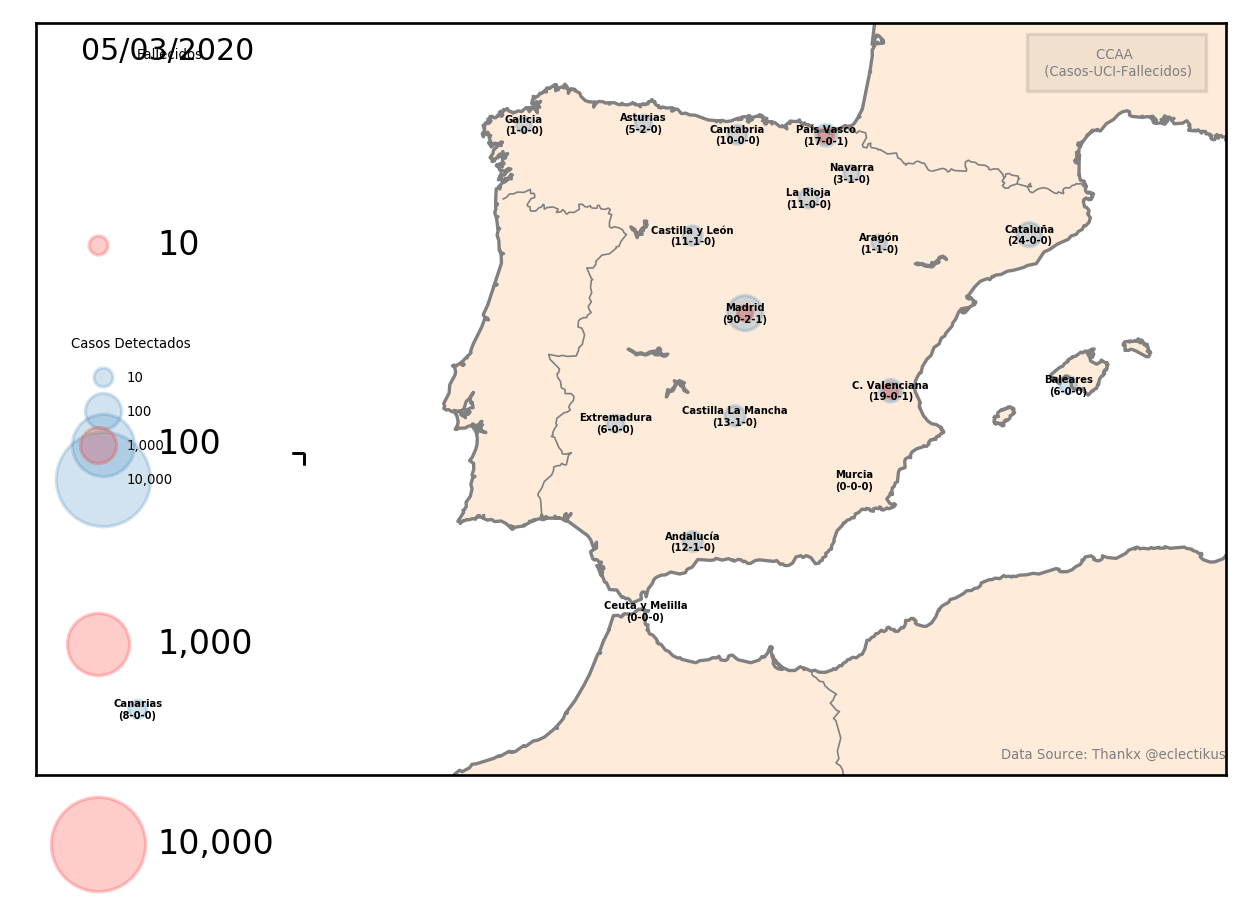 05/03/2020
Fallecidos
CCAA
(Casos-UCI-Fallecidos)
Galicia
(1-0-0)
Asturias
(5-2-0)
Cantabria
(10-0-0)
País Vasco
(17-0-1)
Navarra
(3-1-0)
La Rioja
(11-0-0)
Castilla y León
(11-1-0)
Aragón
(1-1-0)
Cataluña
(24-0-0)
10
Madrid
(90-2-1)
Casos Detectados
10
100
1,000
10,000
100
C. Valenciana
(19-0-1)
Baleares
(6-0-0)
Extremadura
(6-0-0)
Castilla La Mancha
(13-1-0)
Murcia
(0-0-0)
Andalucía
(12-1-0)
Ceuta y Melilla
(0-0-0)
1,000
Canarias
(8-0-0)
Data Source: Thankx @eclectikus
10,000